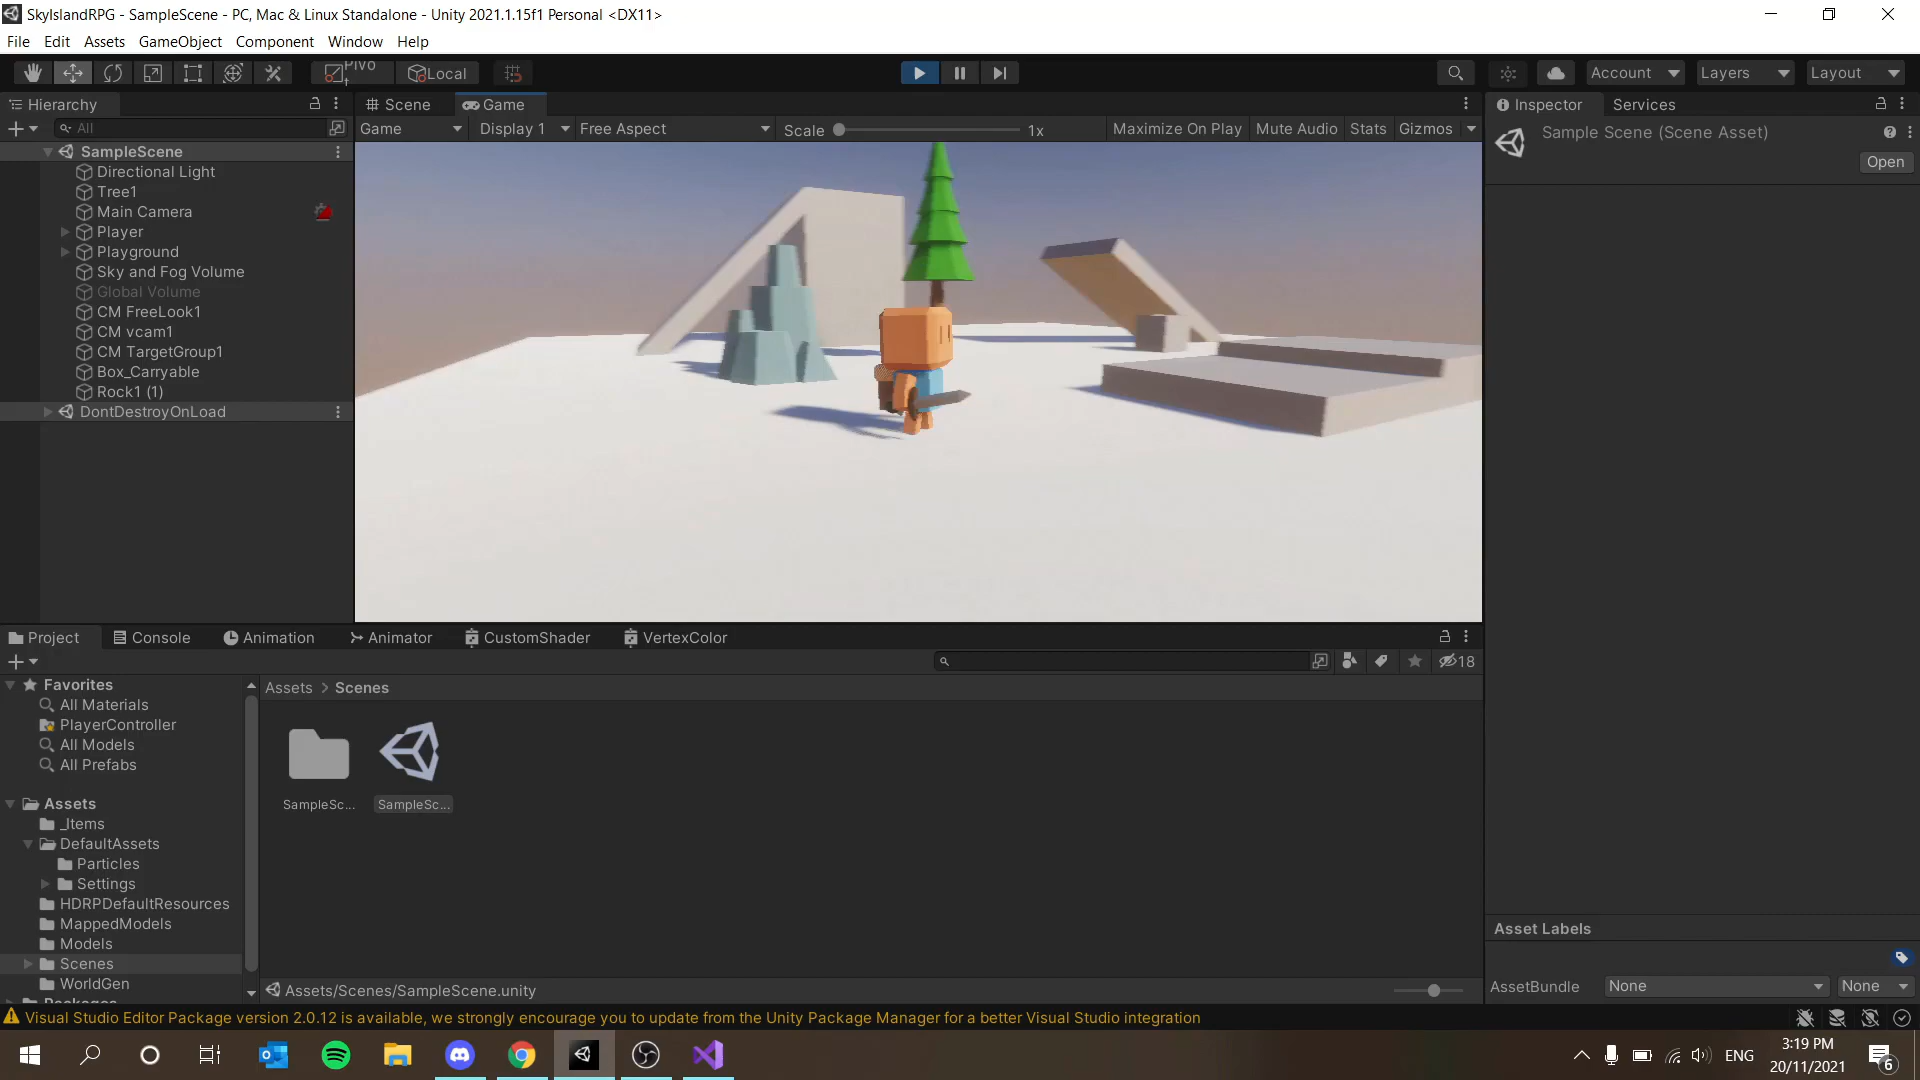 SkyIslandRPG - SampleScene - PC, Mac & Linux Standalone - Unity 2021.1.15f1 Personal <DX11>
File Edit Assets GameObject Component Window Help
Pivot Local Account Layers Layout
Hierarchy Scene Game Inspector Services
All Game Display 1 Free Aspect Scale 1x Maximize On Play Mute Audio Stats Gizmos
Sample Scene (Scene Asset)
Open
SampleScene
Directional Light
Tree1
Main Camera
Player
Playground
Sky and Fog Volume
Global Volume
CM FreeLook1
CM vcam1
CM TargetGroup1
Box_Carryable
Rock1 (1)
DontDestroyOnLoad
Project Console Animation Animator CustomShader VertexColor
18
Favorites
All Materials
PlayerController
All Models
All Prefabs
Assets
_Items
DefaultAssets
Particles
Settings
HDRPDefaultResources
MappedModels
Models
Scenes
WorldGen
Packages
Assets > Scenes
SampleSc... SampleSc...
Assets/Scenes/SampleScene.unity
Asset Labels
AssetBundle None None
Visual Studio Editor Package version 2.0.12 is available, we strongly encourage you to update from the Unity Package Manager for a better Visual Studio integration
ENG
3:19 PM
20/11/2021
6